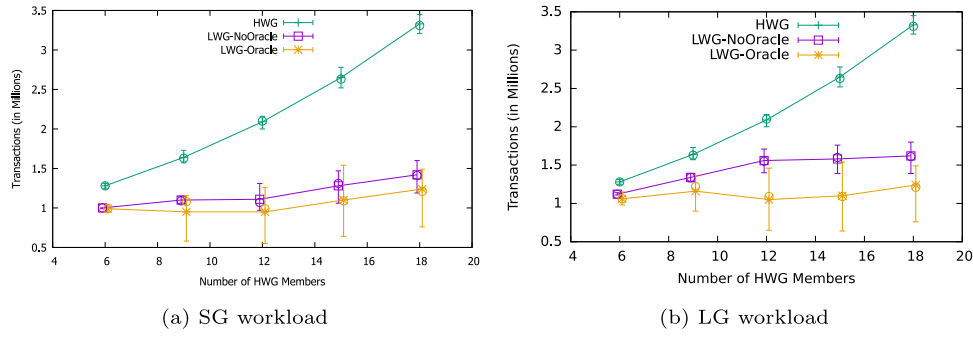 3.5
3
2.5
2
1.5
1
0.5
4 6 8 10 12 14 16 18 20
Transactions (in Millions)
Number of HWG Members
HWG
LWG-NoOracle
LWG-Oracle
(a) SG workload
3.5
3
2.5
2
1.5
1
0.5
4 6 8 10 12 14 16 18 20
Transactions (in Millions)
Number of HWG Members
HWG
LWG-NoOracle
LWG-Oracle
(b) LG workload